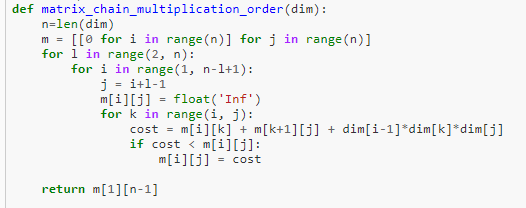 def matrix_chain_multiplication_order(dim):
    n=len(dim)
    m = [[0 for i in range(n)] for j in range(n)]
    for l in range(2, n):
        for i in range(1, n-l+1):
            j = i+l-1
            m[i][j] = float('Inf')
            for k in range(i, j):
                cost = m[i][k] + m[k+1][j] + dim[i-1]*dim[k]*dim[j]
                if cost < m[i][j]:
                    m[i][j] = cost
    return m[1][n-1]